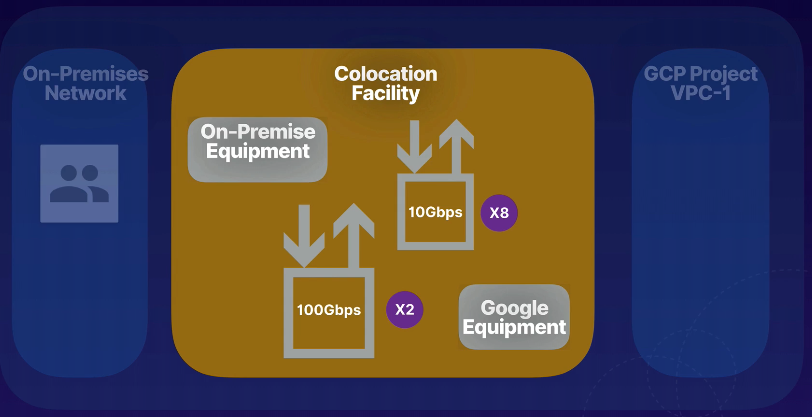 On-Premises
Network
Colocation
Facility
GCP Project
VPC-1
On-Premise
Equipment
10Gbps
X8
100Gbps
X2
Google
Equipment